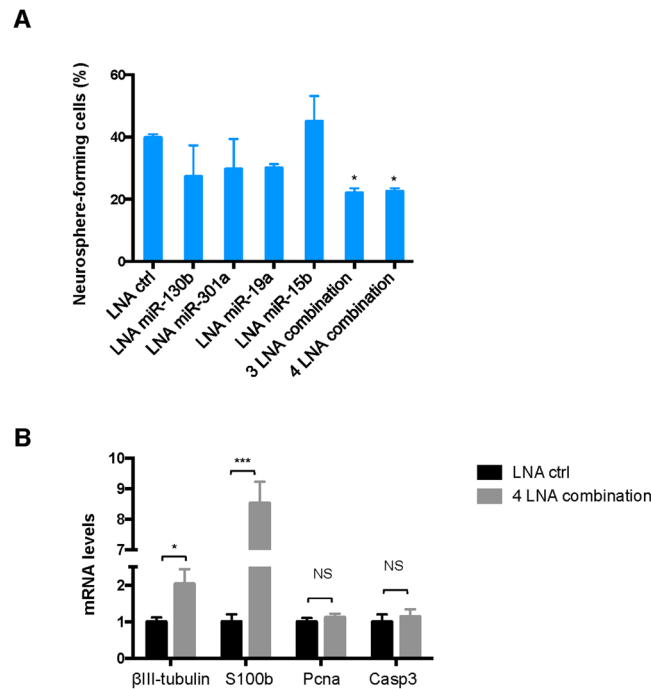 A
Neurosphere-forming cells (%)
60
40
20
0
*
*
LNA ctrl
LNA miR-130b
LNA miR-301a
LNA miR-19a
LNA miR-15b
3 LNA combination
4 LNA combination
B
mRNA levels
10
9
8
7
2
1
0
*
***
NS
NS
βIII-tubulin
S100b
Pcna
Casp3
LNA ctrl
4 LNA combination